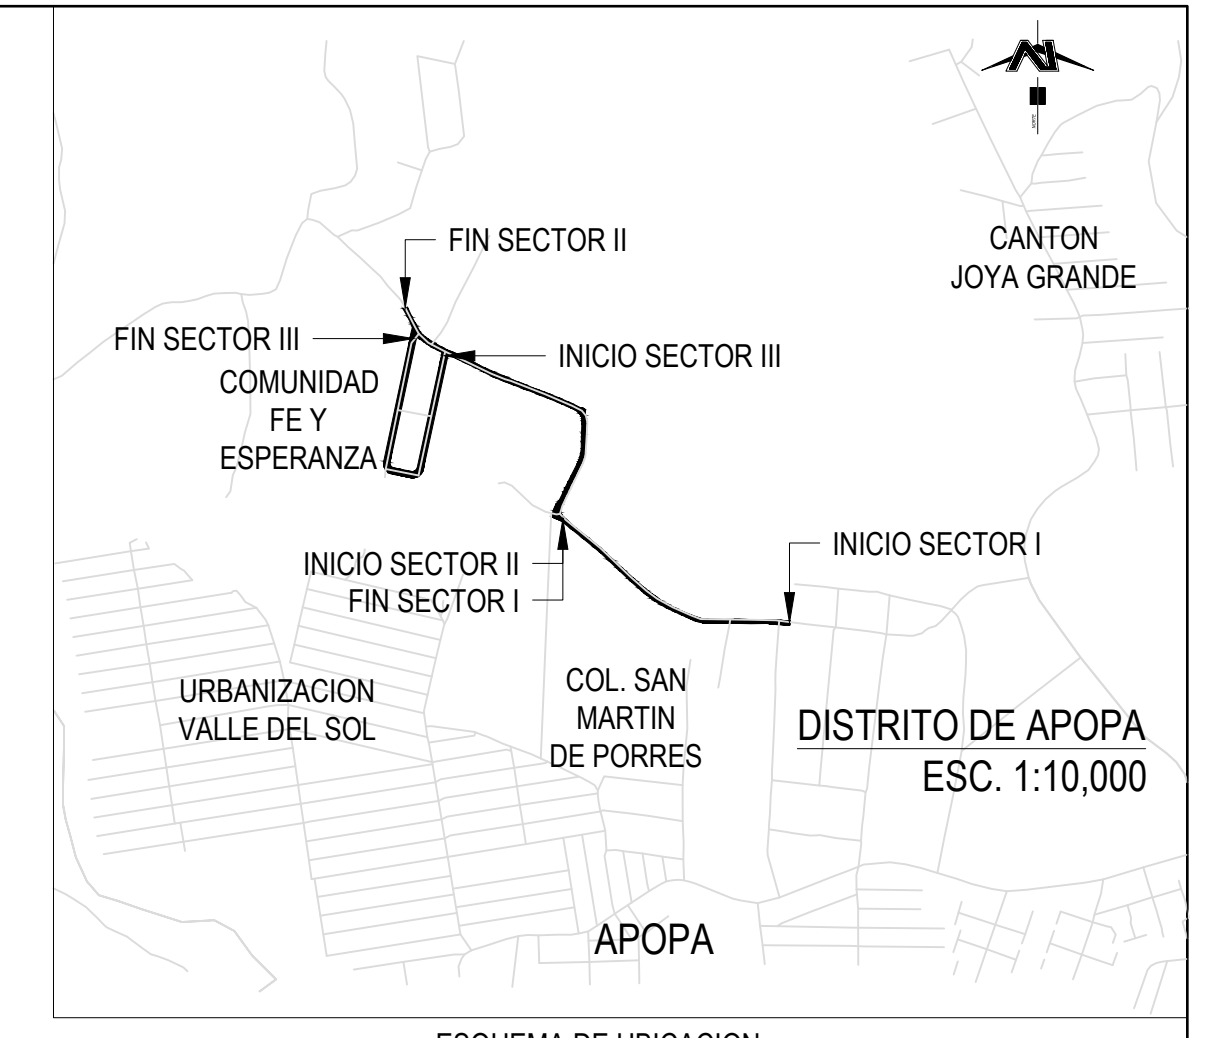 NORTE
FIN SECTOR II
CANTON
JOYA GRANDE
FIN SECTOR III
INICIO SECTOR III
COMUNIDAD
FE Y
ESPERANZA
INICIO SECTOR II
FIN SECTOR I
INICIO SECTOR I
URBANIZACION
VALLE DEL SOL
COL. SAN
MARTIN
DE PORRES
DISTRITO DE APOPA
ESC. 1:10,000
APOPA
ESQUEMA DE UBICACION